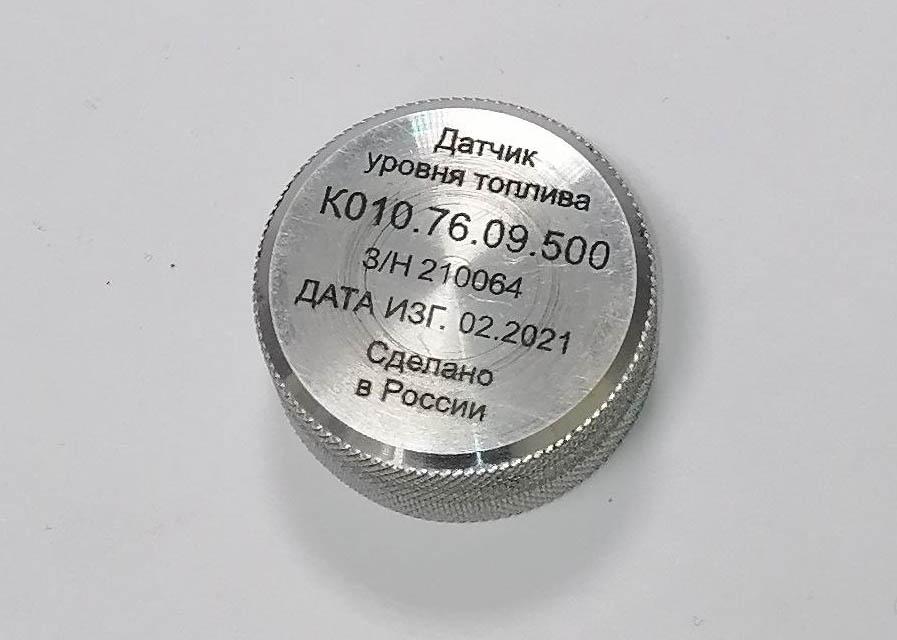 Датчик
уровня топлива
К010.76.09.500
З/Н 210064
ДАТА ИЗГ. 02.2021
Сделано
в России